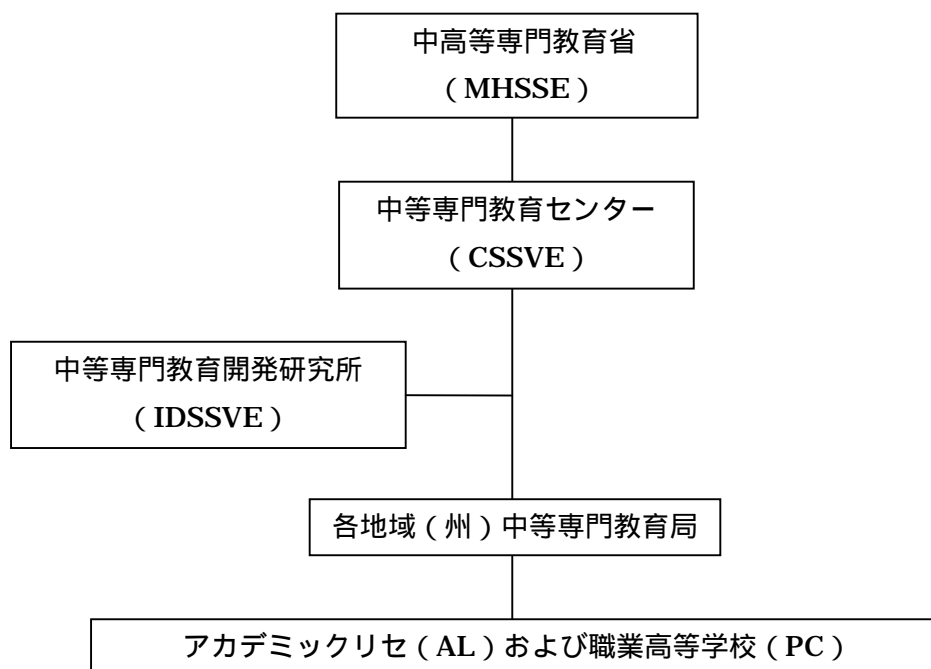 中高等専門教育省
（MHSSE）
中等専門教育センター
（CSSVE）
中等専門教育開発研究所
（IDSSVE）
各地域（州）中等専門教育局
アカデミックリセ（AL）および職業高等学校（PC）